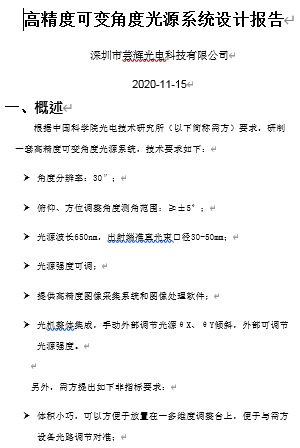 高精度可变角度光源系统设计报告
深圳市芸辉光电科技有限公司
2020-11-15
一、概述
根据中国科学院光电技术研究所（以下简称需方）要求，研制
一套高精度可变角度光源系统，技术要求如下：
角度分辨率：30″；
俯仰、方位调整角度测角范围：≥±5°；
光源波长650nm，出射端准直光束口径30-50mm；
光源强度可调；
提供高精度图像采集系统和图像处理软件；
光机整体集成，手动外部调节光源θX、θY倾斜，外部可调节
光源强度。
另外，需方提出如下非指标要求：
体积小巧，可以方便于放置在一多维度调整台上，便于与需方
设备光路调节对准；